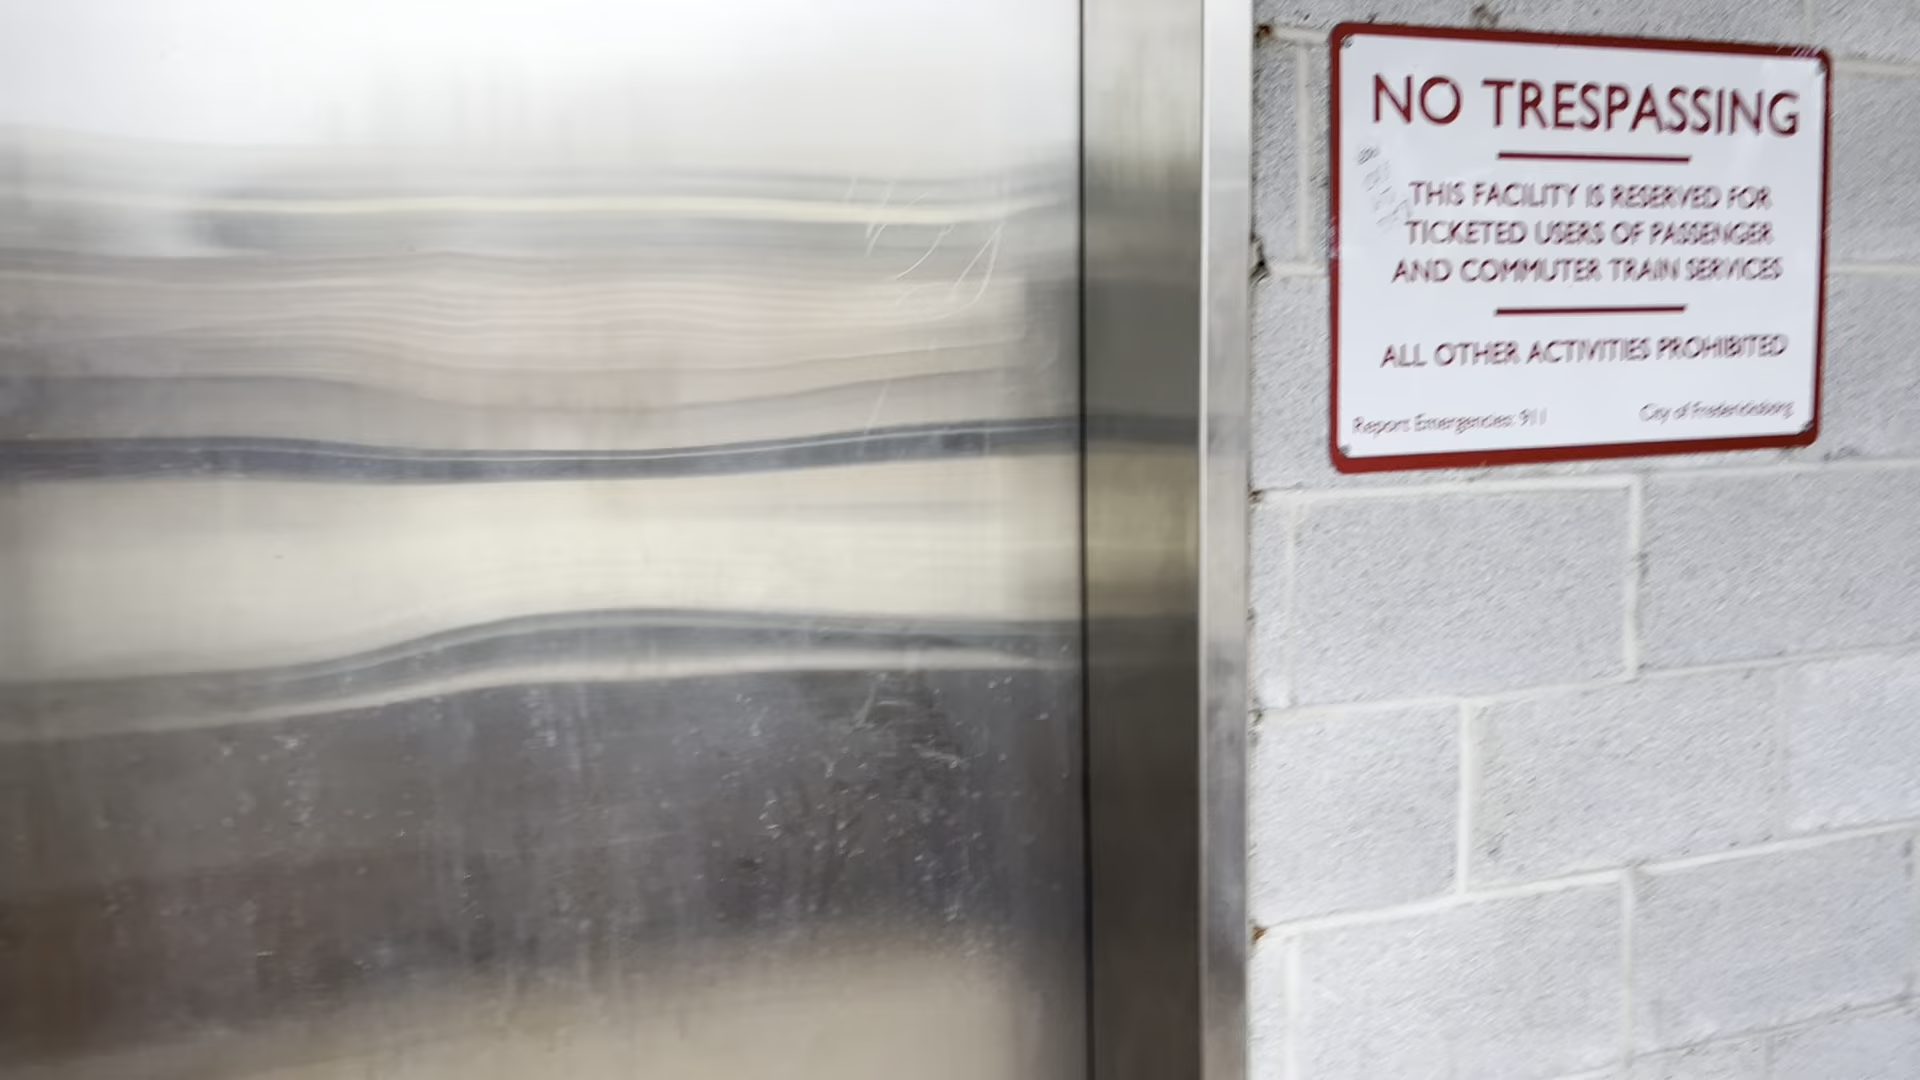 NO TRESPASSING
THIS FACILITY IS RESERVED FOR
TICKETED USERS OF PASSENGER
AND COMMUTER TRAIN SERVICES
ALL OTHER ACTIVITIES PROHIBITED
Report Emergencies: 911
City of Fredericksburg